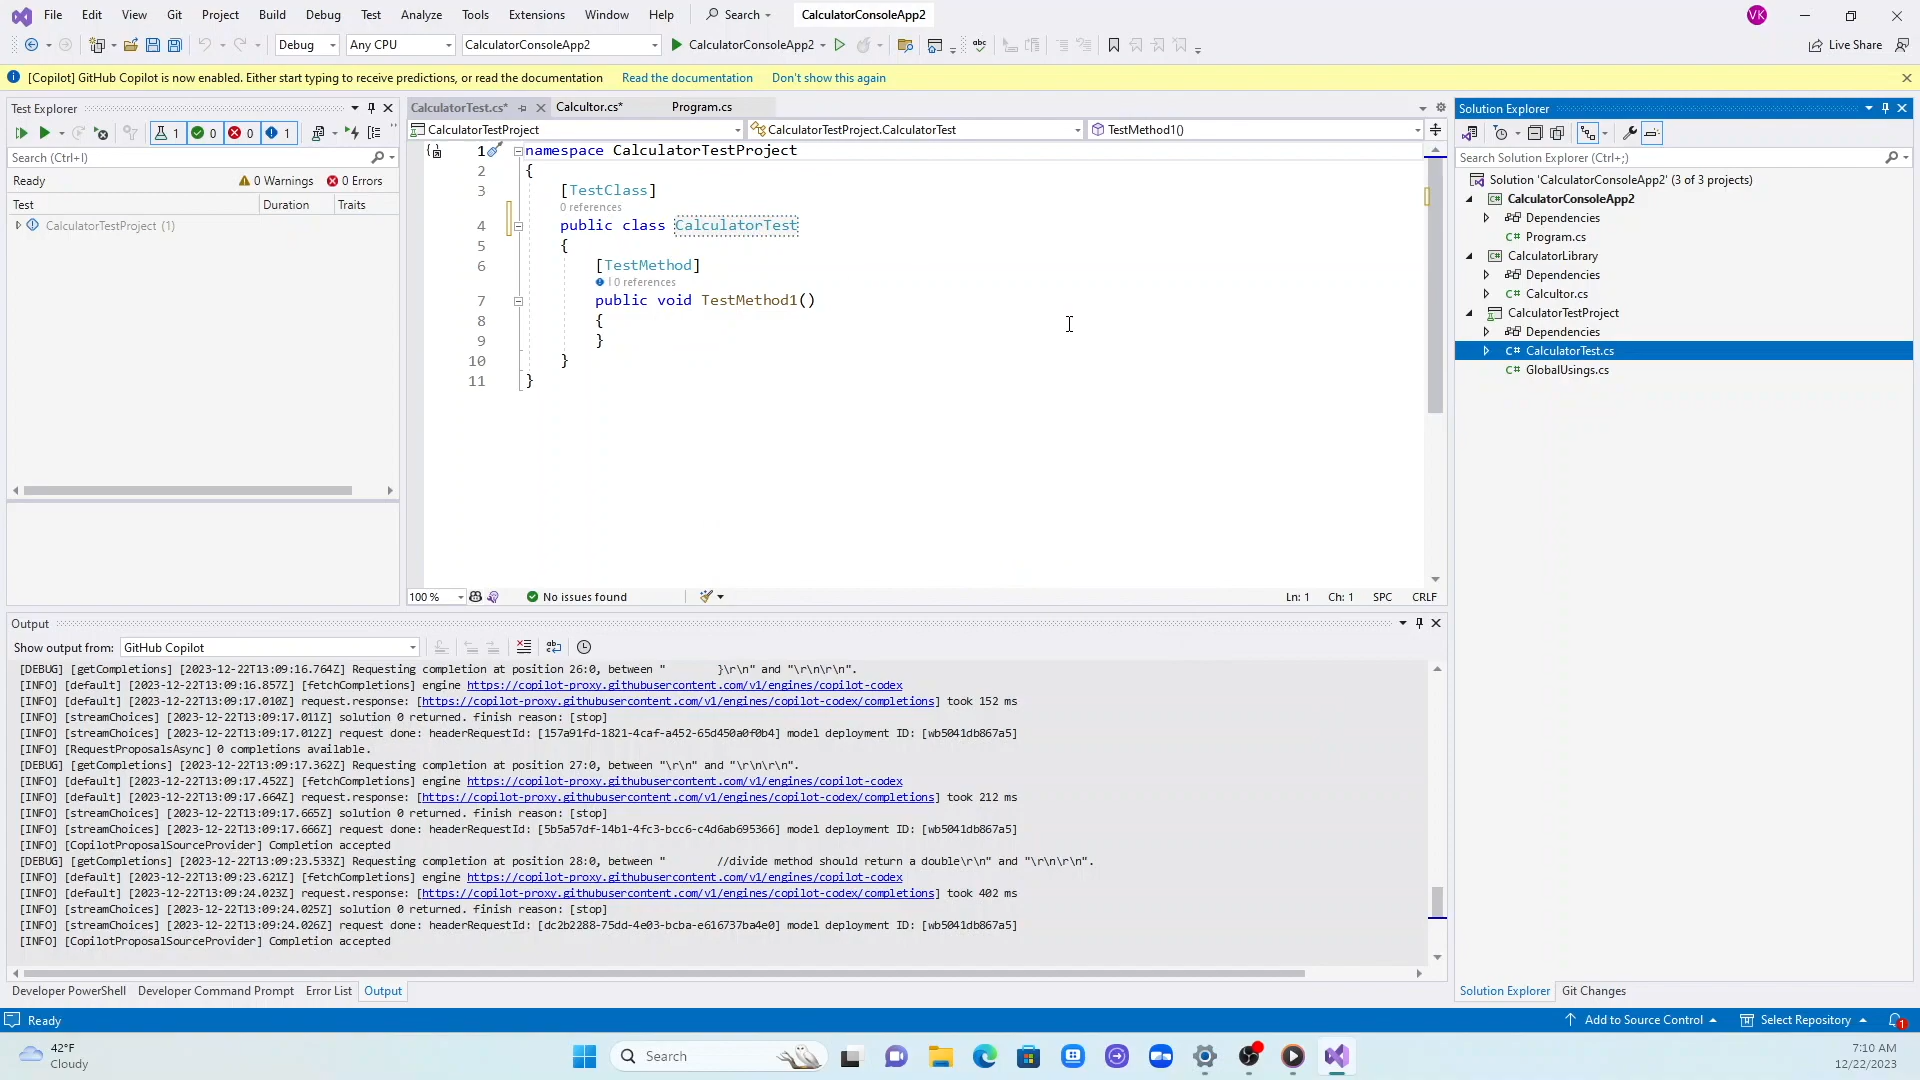 File Edit View Git Project Build Debug Test Analyze Tools Extensions Window Help Search CalculatorConsoleApp2 VK
Debug Any CPU CalculatorConsoleApp2 CalculatorConsoleApp2 Live Share
[Copilot] GitHub Copilot is now enabled. Either start typing to receive predictions, or read the documentation Read the documentation Don't show this again
Test Explorer
1 0 0 1
Search (Ctrl+I)
Ready 0 Warnings 0 Errors
Test Duration Traits
CalculatorTestProject (1)
CalculatorTest.cs* Calcultor.cs* Program.cs
CalculatorTestProject CalculatorTestProject.CalculatorTest TestMethod1()
1 namespace CalculatorTestProject
2 {
3 [TestClass]
0 references
4 public class CalculatorTest
5 {
6 [TestMethod]
| 0 references
7 public void TestMethod1()
8 {
9 }
10 }
11 }
100 % No issues found Ln: 1 Ch: 1 SPC CRLF
Solution Explorer
Search Solution Explorer (Ctrl+;)
Solution 'CalculatorConsoleApp2' (3 of 3 projects)
CalculatorConsoleApp2
Dependencies
C# Program.cs
CalculatorLibrary
Dependencies
C# Calcultor.cs
CalculatorTestProject
Dependencies
C# CalculatorTest.cs
C# GlobalUsings.cs
Output
Show output from: GitHub Copilot
[DEBUG] [getCompletions] [2023-12-22T13:09:16.764Z] Requesting completion at position 26:0, between "        }\r\n" and "\r\n\r\n".
[INFO] [default] [2023-12-22T13:09:16.857Z] [fetchCompletions] engine https://copilot-proxy.githubusercontent.com/v1/engines/copilot-codex
[INFO] [default] [2023-12-22T13:09:17.010Z] request.response: [https://copilot-proxy.githubusercontent.com/v1/engines/copilot-codex/completions] took 152 ms
[INFO] [streamChoices] [2023-12-22T13:09:17.011Z] solution 0 returned. finish reason: [stop]
[INFO] [streamChoices] [2023-12-22T13:09:17.012Z] request done: headerRequestId: [157a91fd-1821-4caf-a452-65d450a0f0b4] model deployment ID: [wb5041db867a5]
[INFO] [RequestProposalsAsync] 0 completions available.
[DEBUG] [getCompletions] [2023-12-22T13:09:17.362Z] Requesting completion at position 27:0, between "\r\n" and "\r\n\r\n".
[INFO] [default] [2023-12-22T13:09:17.452Z] [fetchCompletions] engine https://copilot-proxy.githubusercontent.com/v1/engines/copilot-codex
[INFO] [default] [2023-12-22T13:09:17.664Z] request.response: [https://copilot-proxy.githubusercontent.com/v1/engines/copilot-codex/completions] took 212 ms
[INFO] [streamChoices] [2023-12-22T13:09:17.665Z] solution 0 returned. finish reason: [stop]
[INFO] [streamChoices] [2023-12-22T13:09:17.666Z] request done: headerRequestId: [5b5a57df-14b1-4fc3-bcc6-c4d6ab695366] model deployment ID: [wb5041db867a5]
[INFO] [CopilotProposalSourceProvider] Completion accepted
[DEBUG] [getCompletions] [2023-12-22T13:09:23.533Z] Requesting completion at position 28:0, between "        //divide method should return a double\r\n" and "\r\n\r\n".
[INFO] [default] [2023-12-22T13:09:23.621Z] [fetchCompletions] engine https://copilot-proxy.githubusercontent.com/v1/engines/copilot-codex
[INFO] [default] [2023-12-22T13:09:24.023Z] request.response: [https://copilot-proxy.githubusercontent.com/v1/engines/copilot-codex/completions] took 402 ms
[INFO] [streamChoices] [2023-12-22T13:09:24.025Z] solution 0 returned. finish reason: [stop]
[INFO] [streamChoices] [2023-12-22T13:09:24.026Z] request done: headerRequestId: [dc2b2288-75dd-4e03-bcba-e616737ba4e0] model deployment ID: [wb5041db867a5]
[INFO] [CopilotProposalSourceProvider] Completion accepted
Developer PowerShell Developer Command Prompt Error List Output
Solution Explorer Git Changes
Ready Add to Source Control Select Repository 1
42°F
Cloudy
Search
7:10 AM
12/22/2023